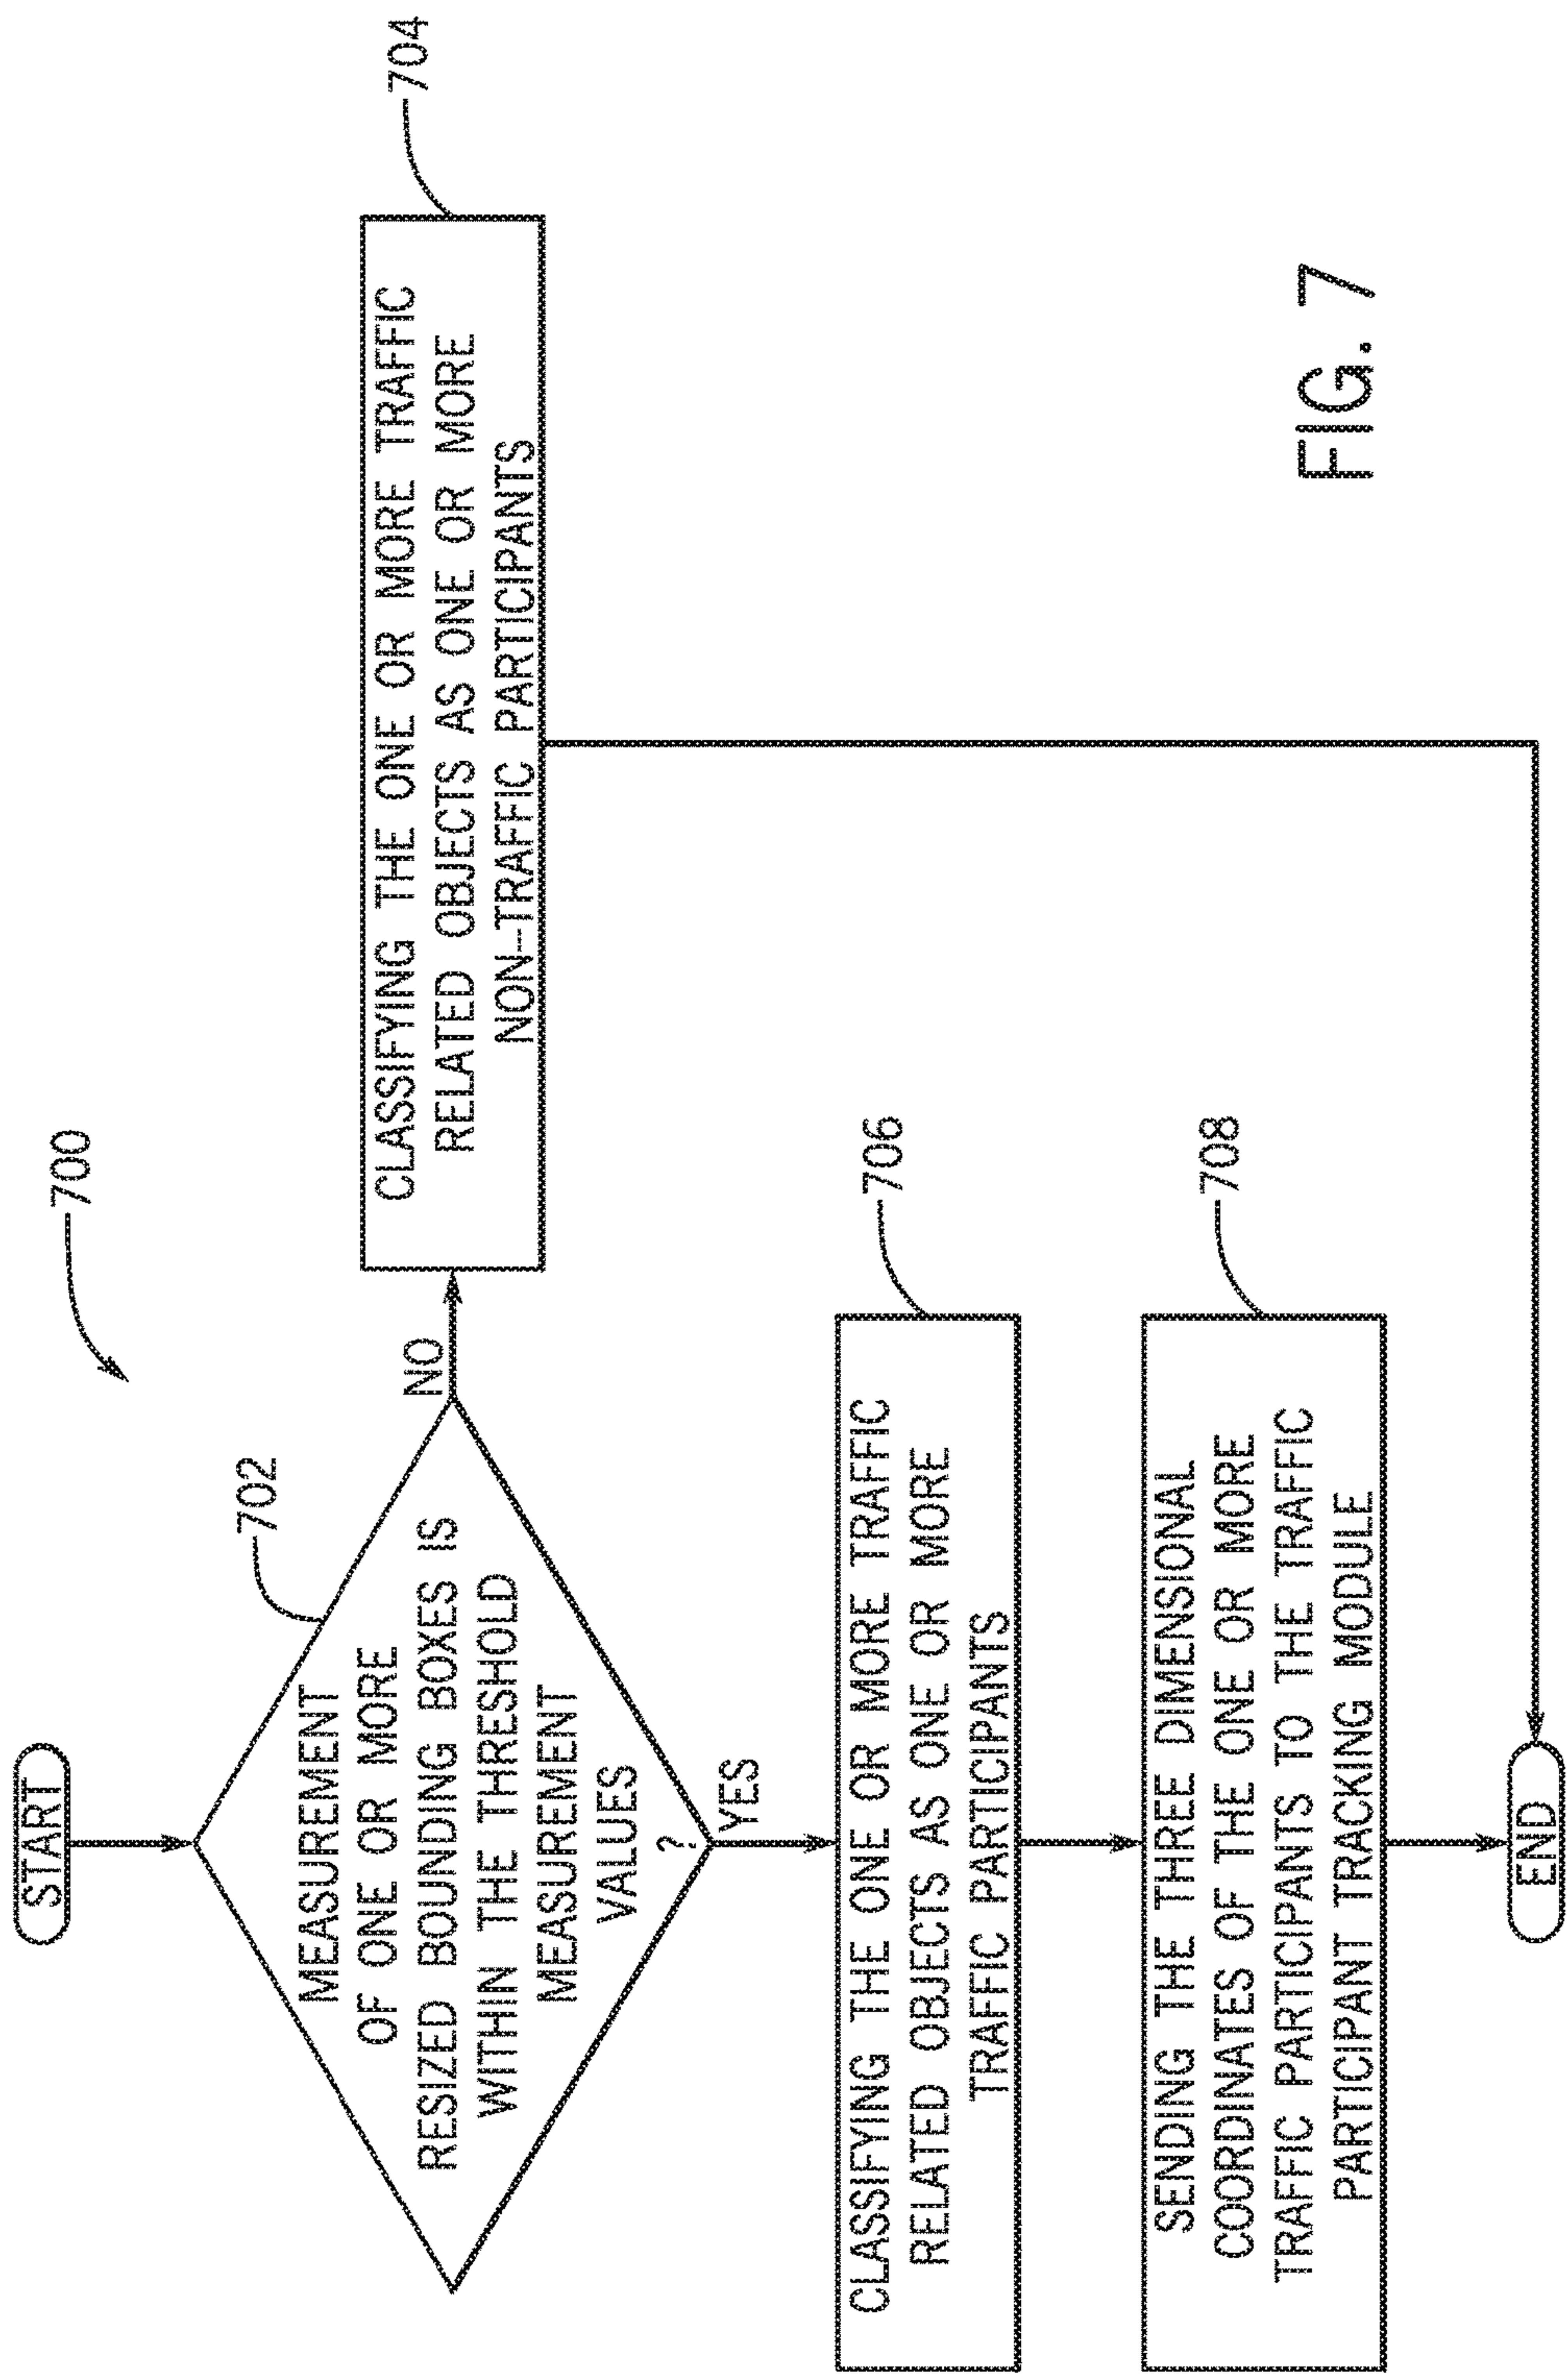 700
START
702
MEASUREMENT
OF ONE OR MORE
RESIZED BOUNDING BOXES IS
WITHIN THE THRESHOLD
MEASUREMENT
VALUES
?
NO
YES
704
CLASSIFYING THE ONE OR MORE TRAFFIC
RELATED OBJECTS AS ONE OR MORE
NON-TRAFFIC PARTICIPANTS
706
CLASSIFYING THE ONE OR MORE TRAFFIC
RELATED OBJECTS AS ONE OR MORE
TRAFFIC PARTICIPANTS
708
SENDING THE THREE DIMENSIONAL
COORDINATES OF THE ONE OR MORE
TRAFFIC PARTICIPANTS TO THE TRAFFIC
PARTICIPANT TRACKING MODULE
END
FIG. 7